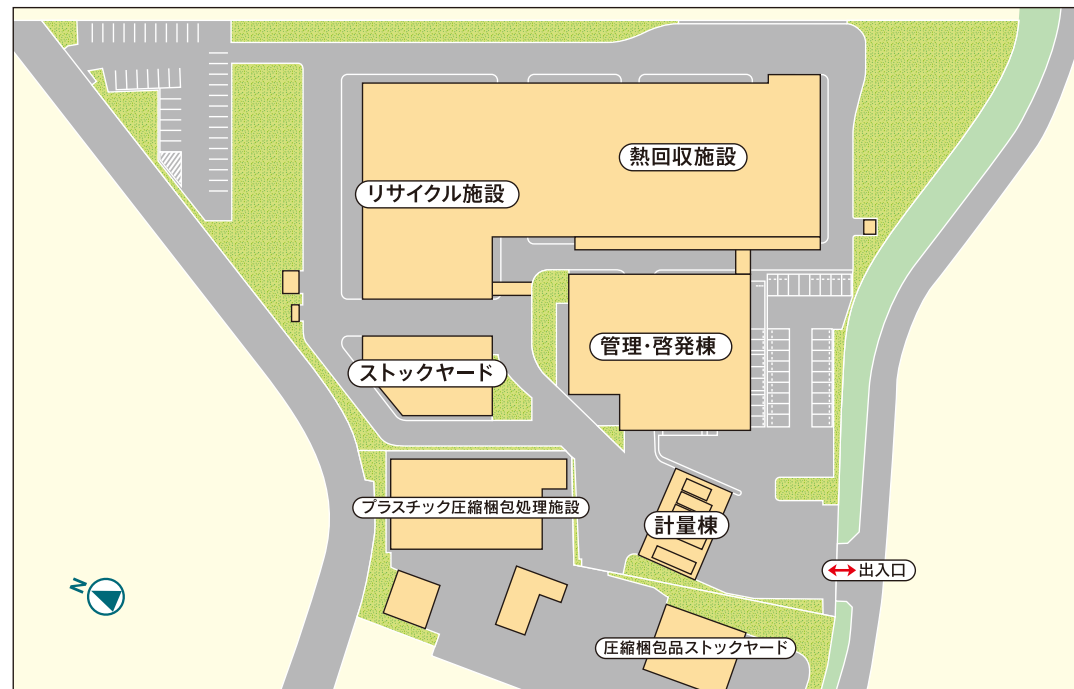 熱回収施設
リサイクル施設
管理・啓発棟
ストックヤード
プラスチック圧縮梱包処理施設
計量棟
出入口
N
圧縮梱包品ストックヤード